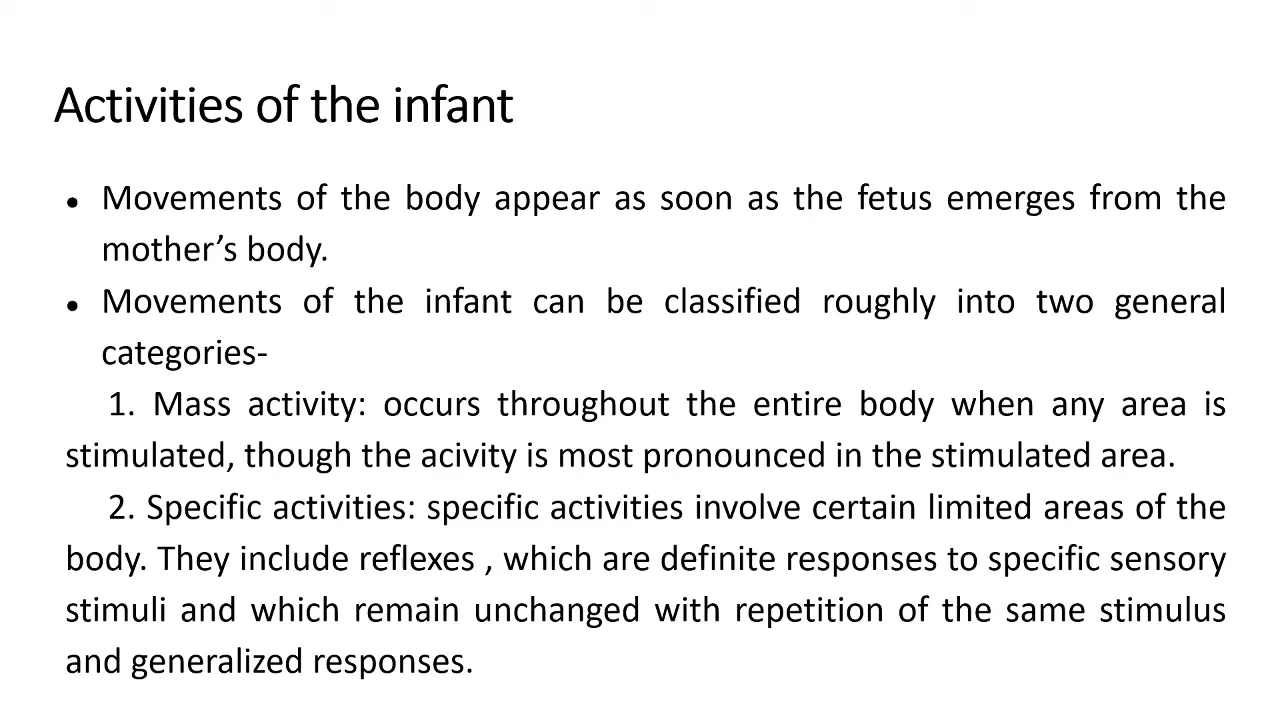 Activities of the infant
● Movements of the body appear as soon as the fetus emerges from the
mother’s body.
● Movements of the infant can be classified roughly into two general
categories-
1. Mass activity: occurs throughout the entire body when any area is
stimulated, though the acivity is most pronounced in the stimulated area.
2. Specific activities: specific activities involve certain limited areas of the
body. They include reflexes , which are definite responses to specific sensory
stimuli and which remain unchanged with repetition of the same stimulus
and generalized responses.